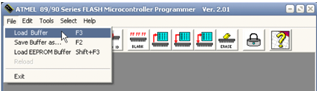 ATMEL 89/90 Series FLASH Microcontroller Programmer Ver. 2.01
File Edit Tools Select Help
Load Buffer F3
Save Buffer as... F2
Load EEPROM Buffer Shift+F3
Reload
Exit
FLASH
ERASE